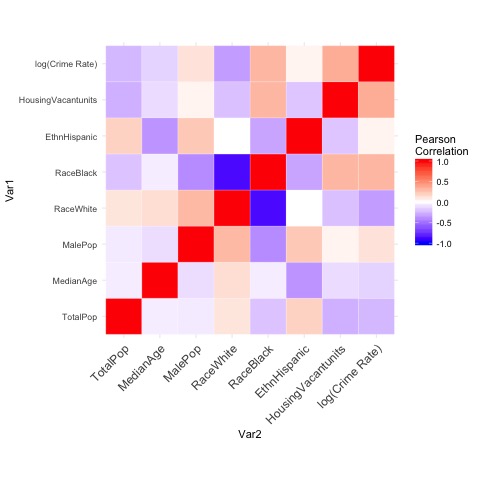 log(Crime Rate)
HousingVacantunits
EthnHispanic
RaceBlack
RaceWhite
MalePop
MedianAge
TotalPop
Var1
TotalPop
MedianAge
MalePop
RaceWhite
RaceBlack
EthnHispanic
HousingVacantunits
log(Crime Rate)
Var2
Pearson
Correlation
1.0
0.5
0.0
-0.5
-1.0